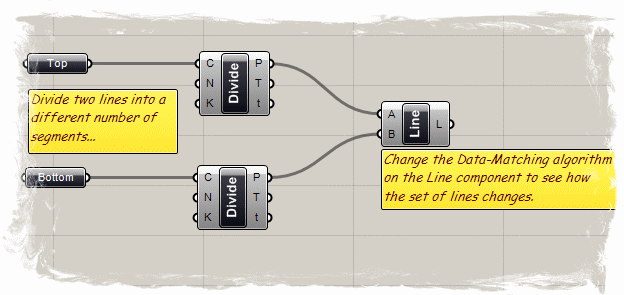 Top
C
N
K
Divide
P
T
t
Divide two lines into a
different number of
segments...
A
B
Line
L
Change the Data-Matching algorithm
on the Line component to see how
the set of lines changes.
Bottom
C
N
K
Divide
P
T
t